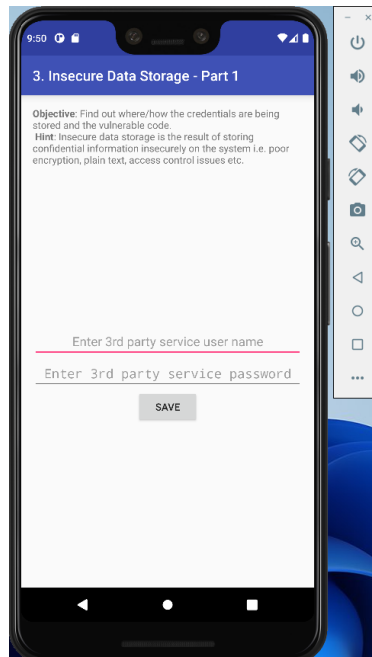 9:50
3. Insecure Data Storage - Part 1
Objective: Find out where/how the credentials are being
stored and the vulnerable code.
Hint: Insecure data storage is the result of storing
confidential information insecurely on the system i.e. poor
encryption, plain text, access control issues etc.
Enter 3rd party service user name
Enter 3rd party service password
SAVE